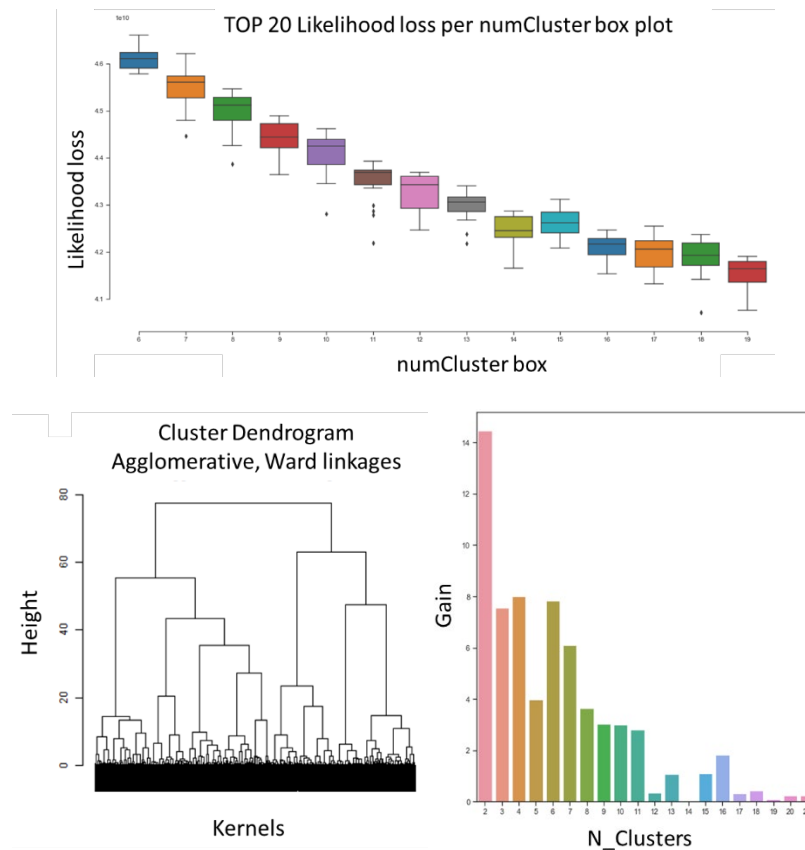 TOP 20 Likelihood loss per numCluster box plot
1e10
4.6
4.5
4.4
4.3
4.2
4.1
Likelihood loss
6 7 8 9 10 11 12 13 14 15 16 17 18 19
numCluster box
Cluster Dendrogram
Agglomerative, Ward linkages
80
60
40
20
0
Height
Kernels
14
12
10
8
6
4
2
0
Gain
2 3 4 5 6 7 8 9 10 11 12 13 14 15 16 17 18 19 20
N_Clusters